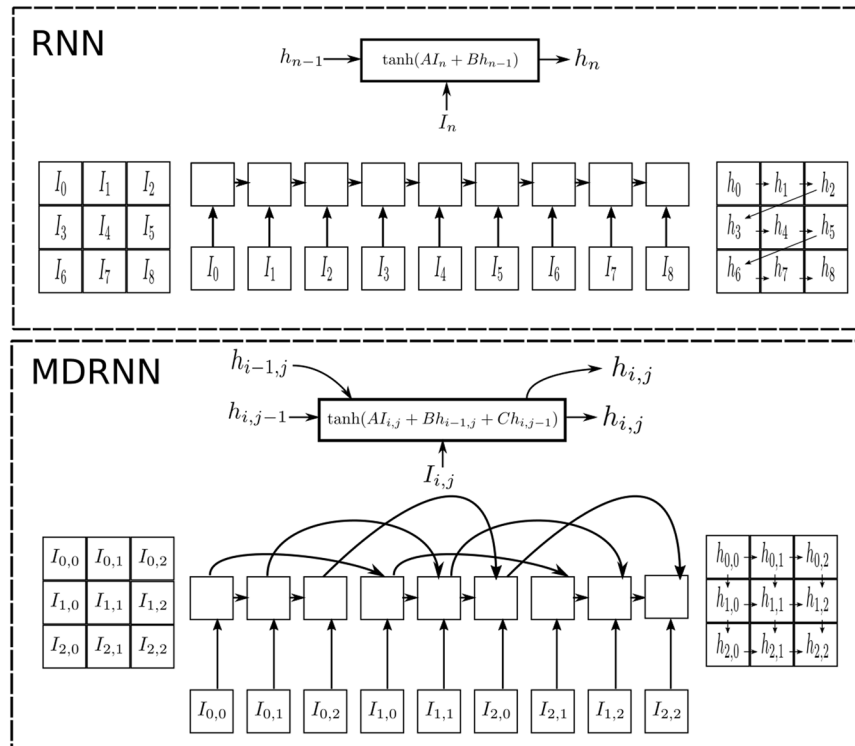 RNN
h_{n-1} tanh(AI_n + Bh_{n-1}) h_n
I_n
I_0 I_1 I_2
I_3 I_4 I_5
I_6 I_7 I_8
I_0 I_1 I_2 I_3 I_4 I_5 I_6 I_7 I_8
h_0 h_1 h_2
h_3 h_4 h_5
h_6 h_7 h_8
MDRNN
h_{i-1,j} h_{i,j}
h_{i,j-1} tanh(AI_{i,j} + Bh_{i-1,j} + Ch_{i,j-1}) h_{i,j}
I_{i,j}
I_{0,0} I_{0,1} I_{0,2}
I_{1,0} I_{1,1} I_{1,2}
I_{2,0} I_{2,1} I_{2,2}
I_{0,0} I_{0,1} I_{0,2} I_{1,0} I_{1,1} I_{2,0} I_{2,1} I_{1,2} I_{2,2}
h_{0,0} h_{0,1} h_{0,2}
h_{1,0} h_{1,1} h_{1,2}
h_{2,0} h_{2,1} h_{2,2}